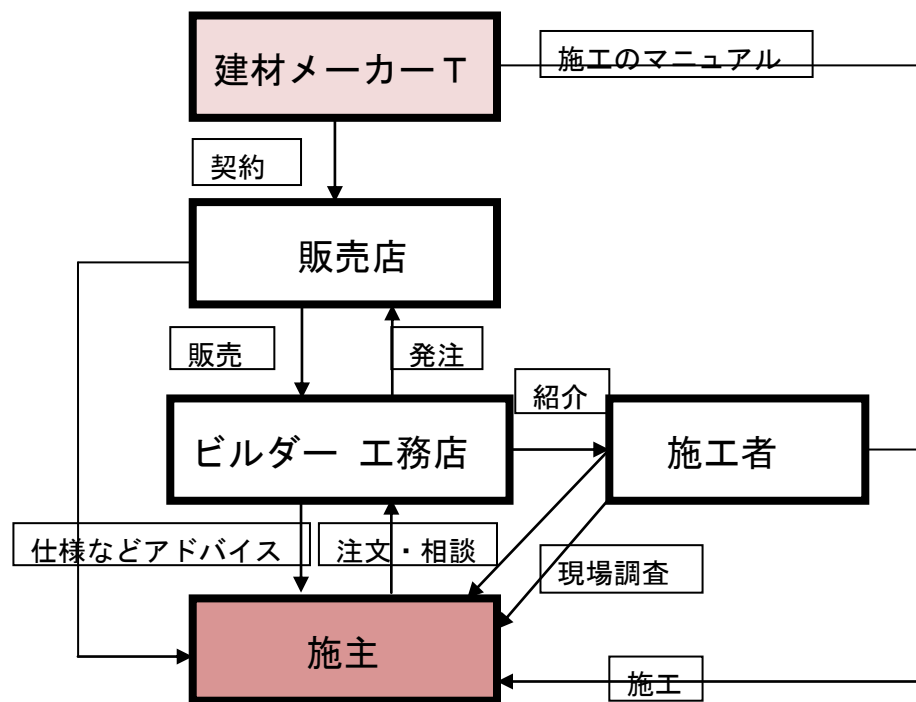 建材メーカーT
施工のマニュアル
契約
販売店
販売
発注
紹介
ビルダー 工務店
施工者
仕様などアドバイス
注文・相談
現場調査
施主
施工